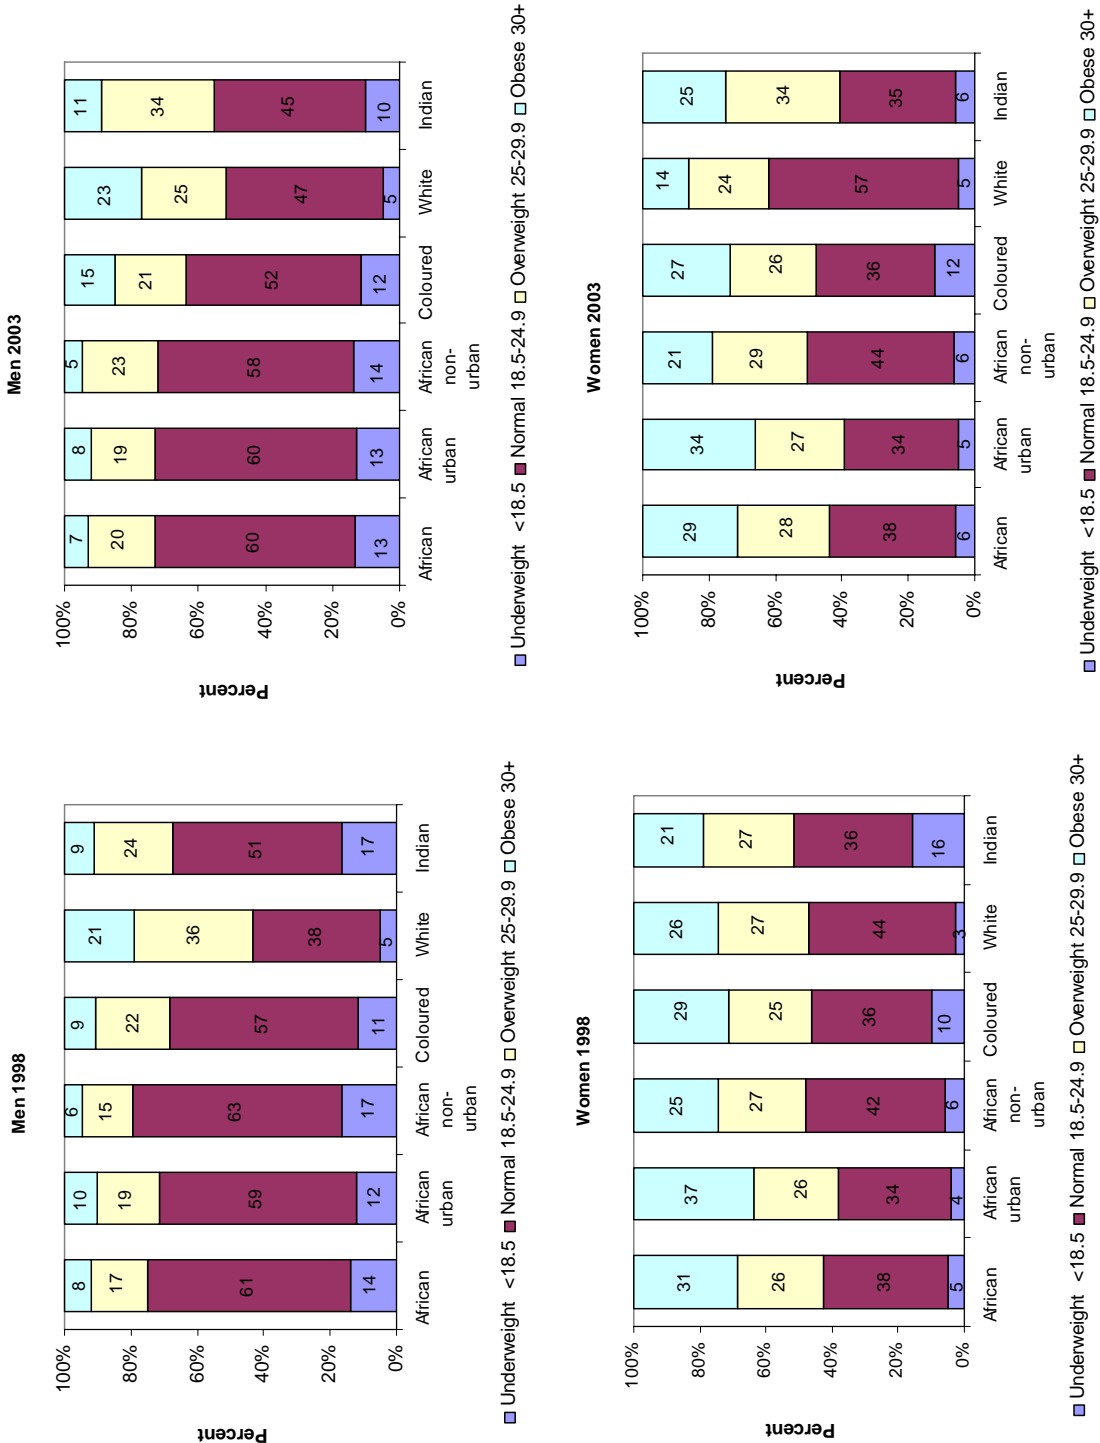 Men 1998
Percent
100%
80%
60%
40%
20%
0%
8 10 6 9 21 9
17 19 15 22 36 24
61 59 63 57 38 51
14 12 17 11 5 17
African African urban African non-urban Coloured White Indian
Underweight <18.5 Normal 18.5-24.9 Overweight 25-29.9 Obese 30+
Men 2003
Percent
100%
80%
60%
40%
20%
0%
7 8 5 15 23 11
20 19 23 21 25 34
60 60 58 52 47 45
13 13 14 12 5 10
African African urban African non-urban Coloured White Indian
Underweight <18.5 Normal 18.5-24.9 Overweight 25-29.9 Obese 30+
Women 1998
Percent
100%
80%
60%
40%
20%
0%
31 37 25 29 26 21
26 26 27 25 27 27
38 34 42 36 44 36
5 4 6 10 3 16
African African urban African non-urban Coloured White Indian
Underweight <18.5 Normal 18.5-24.9 Overweight 25-29.9 Obese 30+
Women 2003
Percent
100%
80%
60%
40%
20%
0%
29 34 21 27 14 25
28 27 29 26 24 34
38 34 44 36 57 35
6 5 6 12 5 6
African African urban African non-urban Coloured White Indian
Underweight <18.5 Normal 18.5-24.9 Overweight 25-29.9 Obese 30+